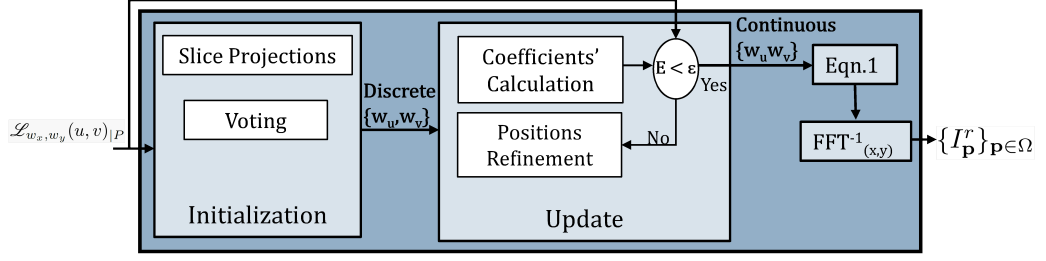 ℒ_{w_x,w_y}(u,v)_{|P}
Slice Projections
Voting
Initialization
Discrete
{w_u,w_v}
Coefficients'
Calculation
E < ε
Yes
No
Positions
Refinement
Update
Continuous
{w_u w_v}
Eqn.1
FFT^{-1}_{(x,y)}
{I^r_𝐩}_{𝐩∈Ω}